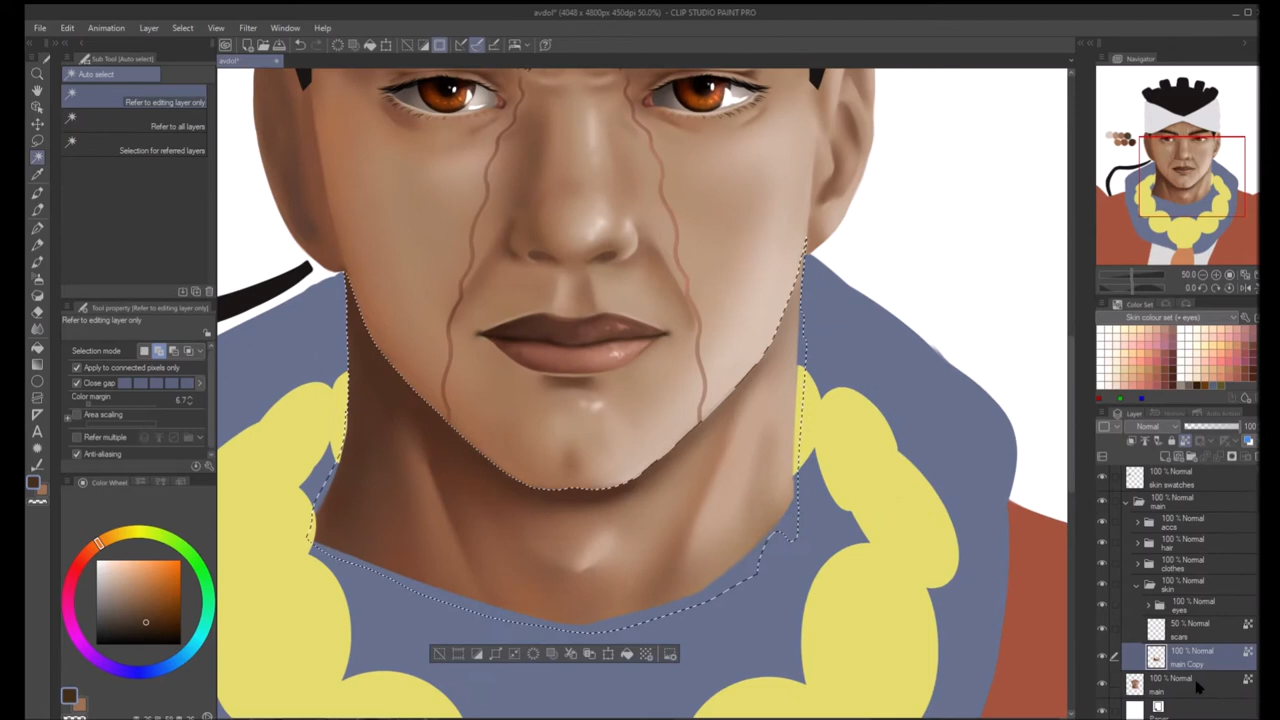 avdol* (4048 x 4800px 450dpi 50.0%) - CLIP STUDIO PAINT PRO
File Edit Animation Layer Select View Filter Window Help
Sub Tool [Auto select]
avdol*
Navigator
Auto select
Refer to editing layer only
Refer to all layers
Selection for referred layers
50.0
0.0
Tool property [Refer to editing layer only]
Refer to editing layer only
Color Set
Skin colour set (+ eyes)
Selection mode
Apply to connected pixels only
Close gap
Color margin
6.7
Area scaling
Refer multiple
Anti-aliasing
Layer
Normal
100
Color Wheel
100 % Normal
skin swatches
100 % Normal
main
100 % Normal
accs
100 % Normal
hair
100 % Normal
clothes
100 % Normal
skin
100 % Normal
eyes
50 % Normal
scars
100 % Normal
main Copy
100 % Normal
main